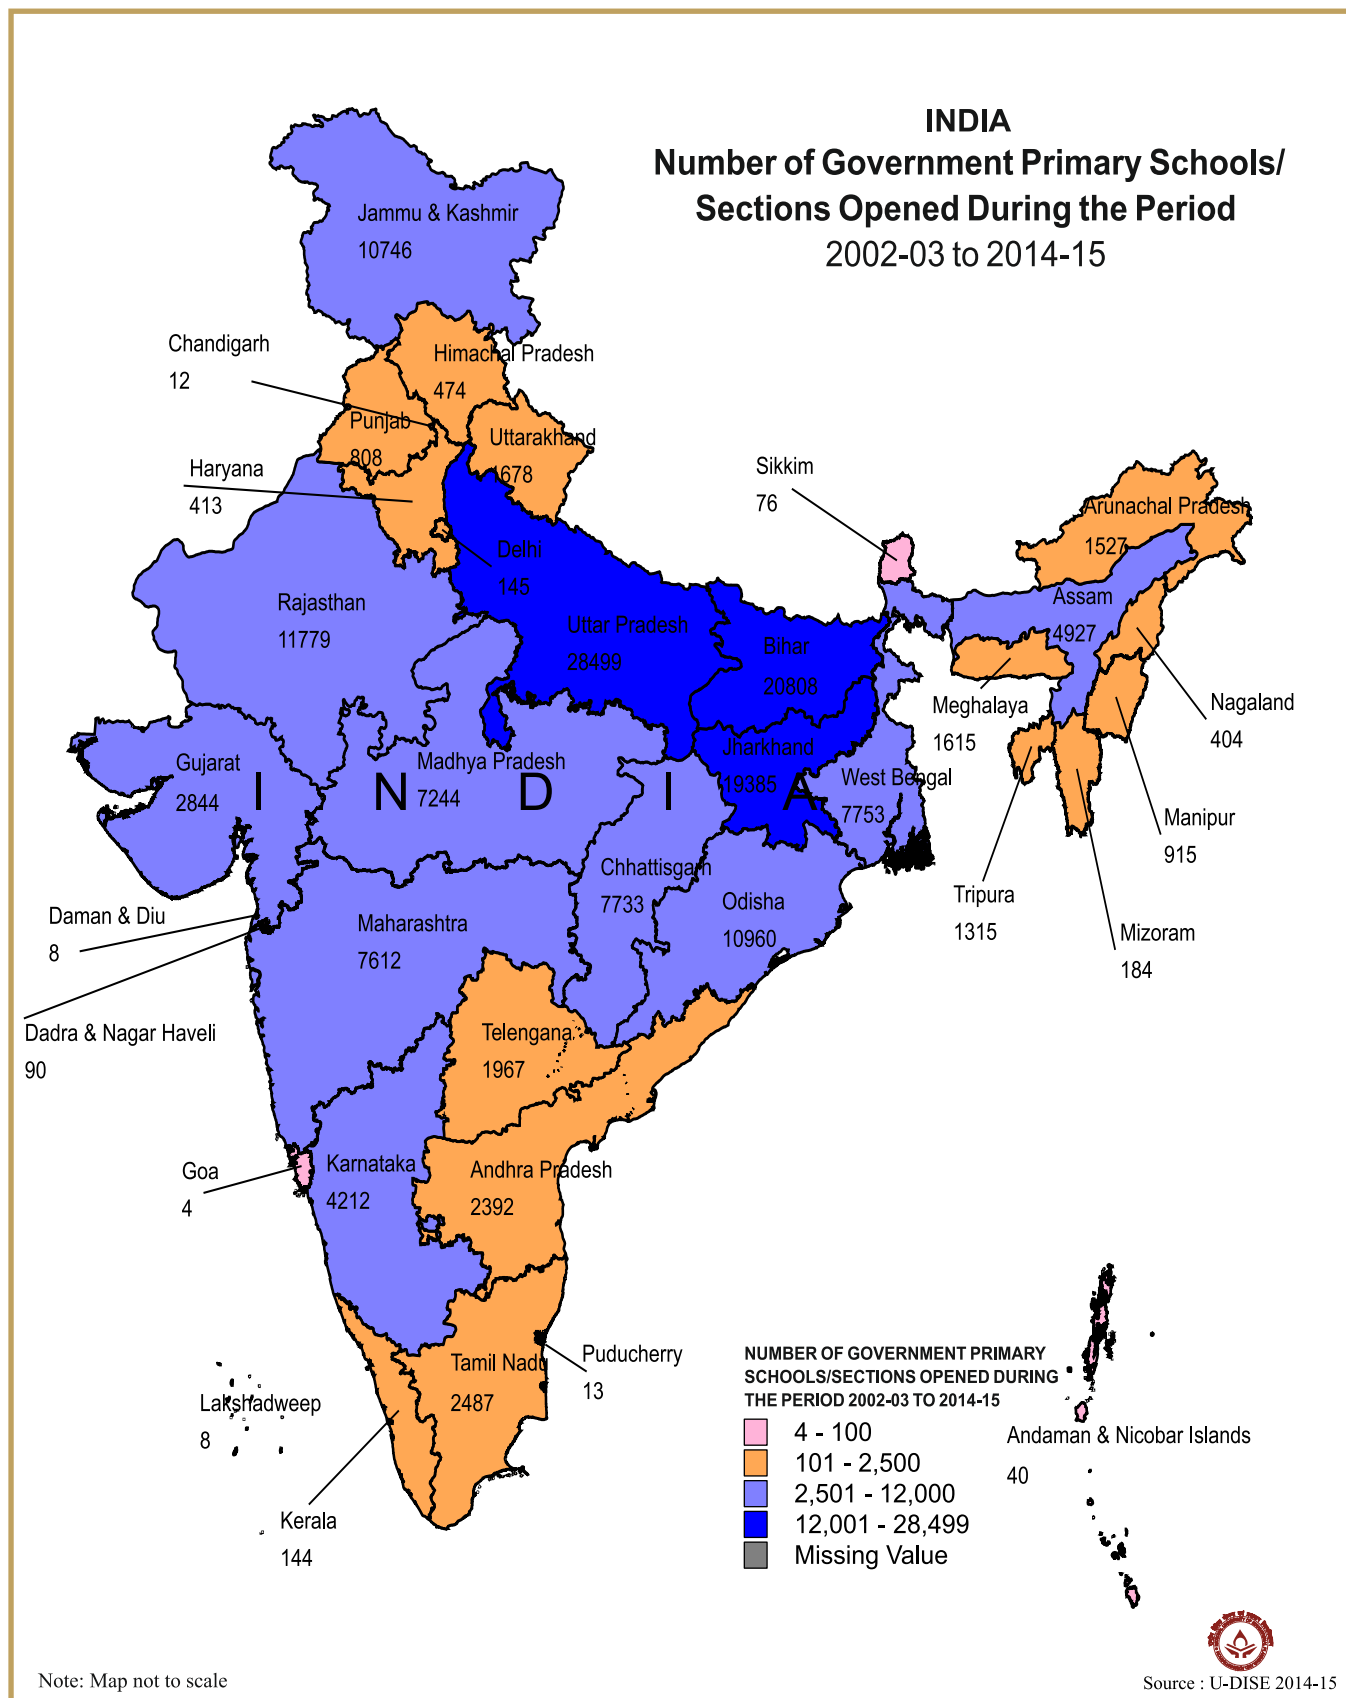 INDIA
Number of Government Primary Schools/
Sections Opened During the Period
2002-03 to 2014-15
Jammu & Kashmir
10746
Chandigarh
12
Himachal Pradesh
474
Punjab
808
Uttarakhand
1678
Haryana
413
Sikkim
76
Arunachal Pradesh
1527
Delhi
145
Rajasthan
11779
Uttar Pradesh
28499
Bihar
20808
Assam
4927
Meghalaya
1615
Nagaland
404
Gujarat
2844
Madhya Pradesh
7244
Jharkhand
19385
West Bengal
7753
I N D I A
Manipur
915
Chhattisgarh
7733
Odisha
10960
Tripura
1315
Mizoram
184
Daman & Diu
8
Maharashtra
7612
Dadra & Nagar Haveli
90
Telengana
1967
Goa
4
Karnataka
4212
Andhra Pradesh
2392
Tamil Nadu
2487
Puducherry
13
Lakshadweep
8
Kerala
144
Andaman & Nicobar Islands
40
NUMBER OF GOVERNMENT PRIMARY
SCHOOLS/SECTIONS OPENED DURING
THE PERIOD 2002-03 TO 2014-15
4 - 100
101 - 2,500
2,501 - 12,000
12,001 - 28,499
Missing Value
Note: Map not to scale
Source : U-DISE 2014-15